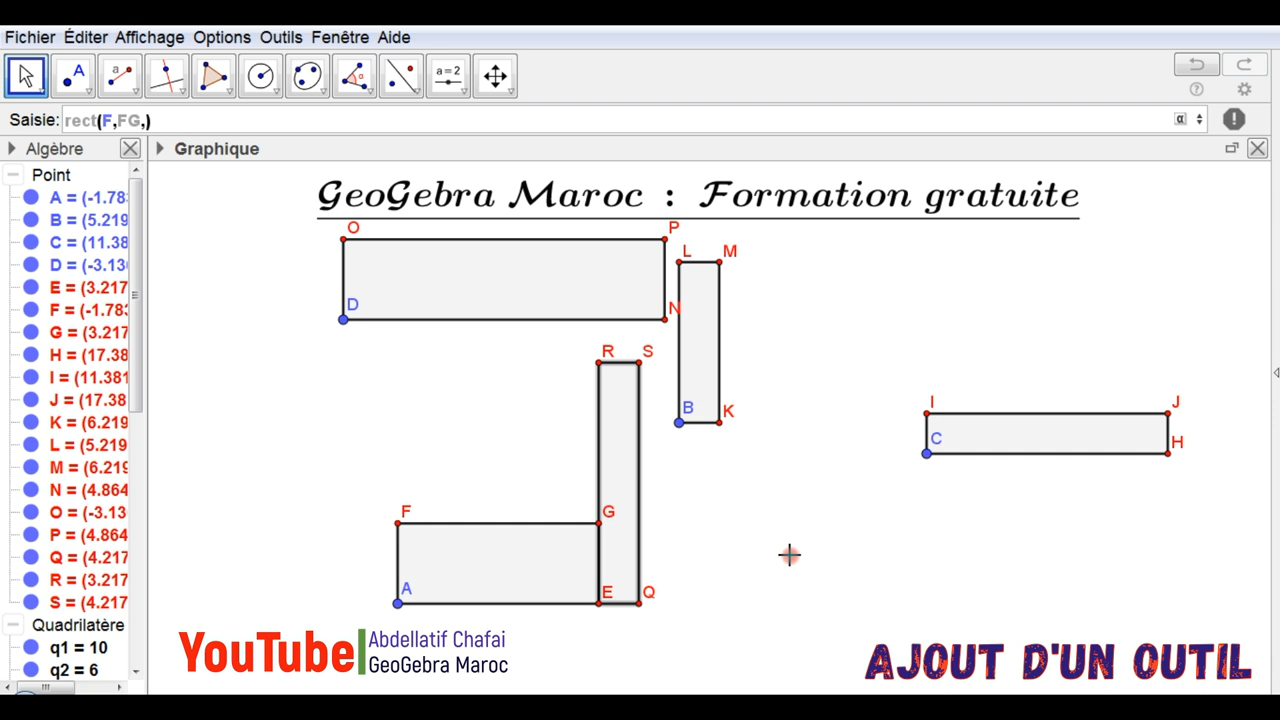 Fichier Éditer Affichage Options Outils Fenêtre Aide
A a α a=2
Saisie: rect(F,FG,) α
Algèbre Graphique
Point
A = (-1.78
B = (5.219
C = (11.38
D = (-3.13
E = (3.217
F = (-1.783
G = (3.217
H = (17.38
I = (11.381
J = (17.38
K = (6.219
L = (5.219
M = (6.219
N = (4.864
O = (-3.13
P = (4.864
Q = (4.217
R = (3.217
S = (4.217
Quadrilatère
q1 = 10
q2 = 6
GeoGebra Maroc : Formation gratuite
O P
L M
D N
R S
B K
I J
C H
F G
A E Q
YouTube
Abdellatif Chafai
GeoGebra Maroc
AJOUT D'UN OUTIL